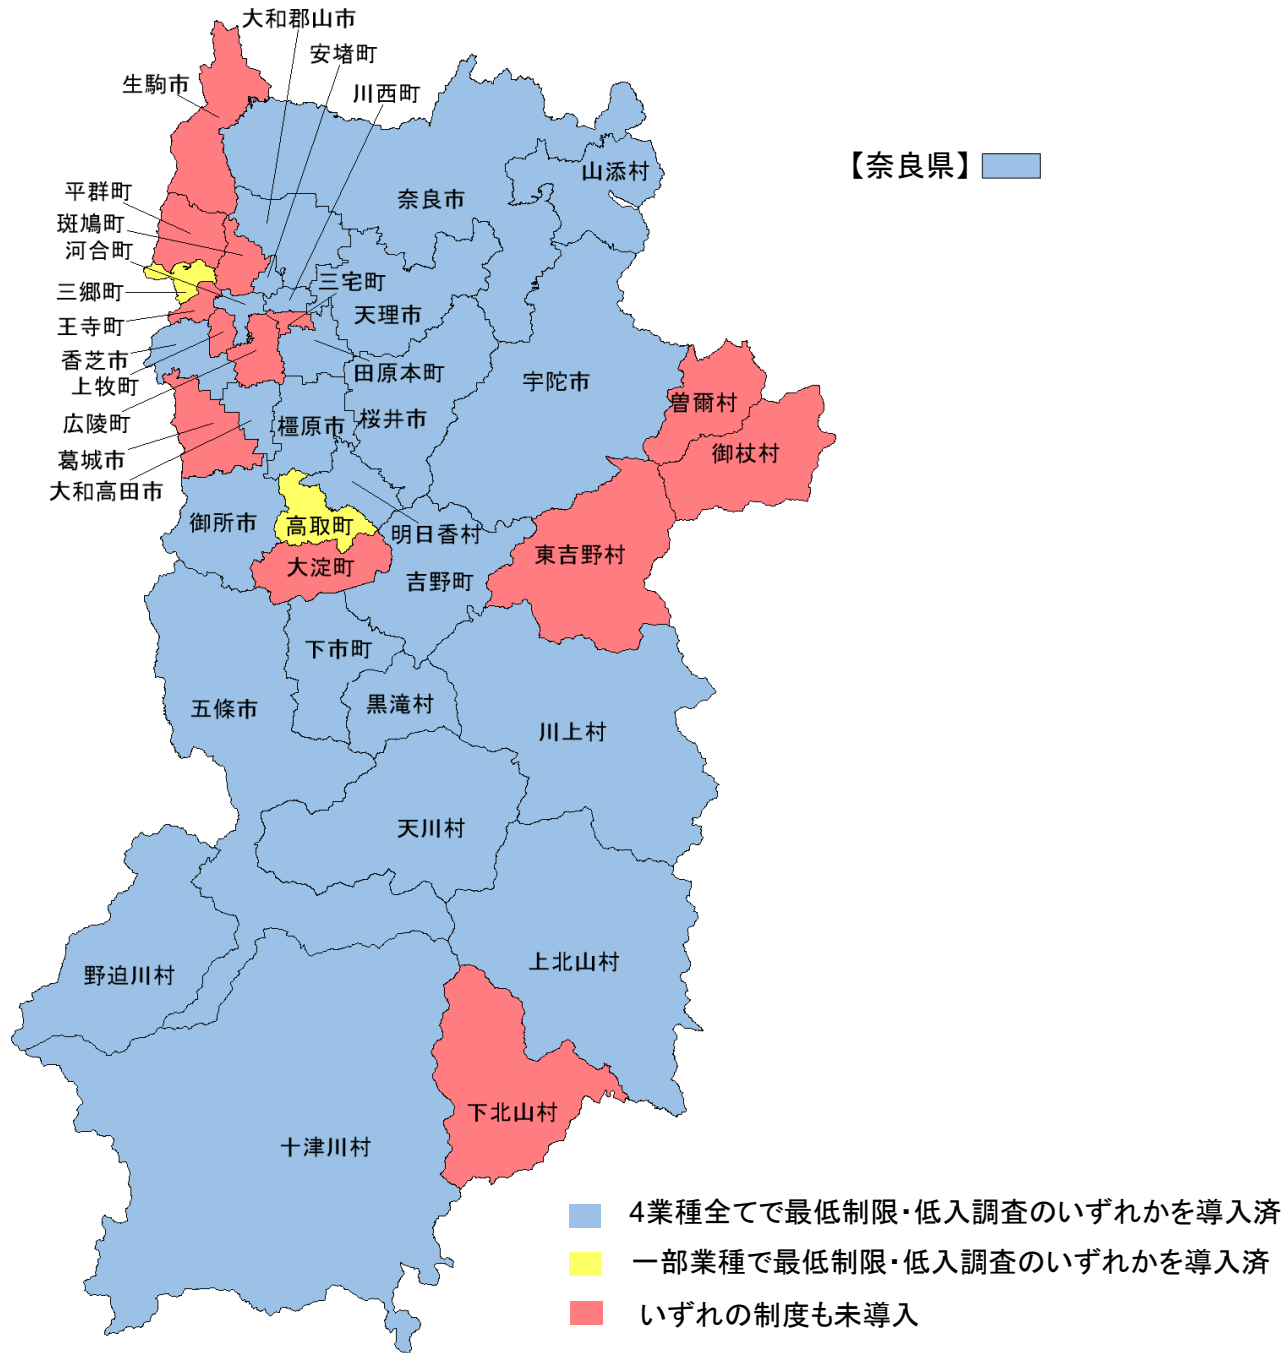 大和郡山市
安堵町
生駒市
川西町
【奈良県】
山添村
平群町
奈良市
斑鳩町
河合町
三郷町
三宅町
王寺町
天理市
香芝市
上牧町
田原本町
宇陀市
曽爾村
広陵町
橿原市
桜井市
葛城市
御杖村
大和高田市
御所市
高取町
明日香村
東吉野村
大淀町
吉野町
下市町
五條市
黒滝村
川上村
天川村
上北山村
野迫川村
下北山村
十津川村
4業種全てで最低制限・低入調査のいずれかを導入済
一部業種で最低制限・低入調査のいずれかを導入済
いずれの制度も未導入